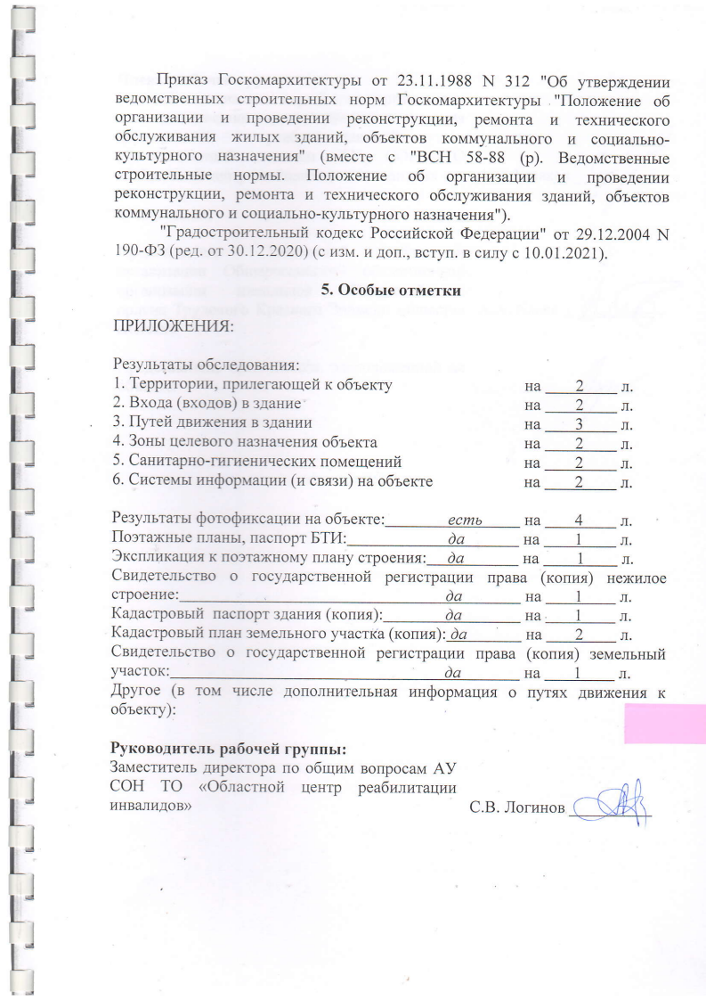 Приказ Госкомархитектуры от 23.11.1988 N 312 "Об утверждении
ведомственных строительных норм Госкомархитектуры "Положение об
организации и проведении реконструкции, ремонта и технического
обслуживания жилых зданий, объектов коммунального и социально-
культурного назначения" (вместе с "ВСН 58-88 (р). Ведомственные
строительные нормы. Положение об организации и проведении
реконструкции, ремонта и технического обслуживания зданий, объектов
коммунального и социально-культурного назначения").
"Градостроительный кодекс Российской Федерации" от 29.12.2004 N
190-ФЗ (ред. от 30.12.2020) (с изм. и доп., вступ. в силу с 10.01.2021).
5. Особые отметки
ПРИЛОЖЕНИЯ:
Результаты обследования:
1. Территории, прилегающей к объекту на 2 л.
2. Входа (входов) в здание на 2 л.
3. Путей движения в здании на 3 л.
4. Зоны целевого назначения объекта на 2 л.
5. Санитарно-гигиенических помещений на 2 л.
6. Системы информации (и связи) на объекте на 2 л.
Результаты фотофиксации на объекте: есть на 4 л.
Поэтажные планы, паспорт БТИ: да на 1 л.
Экспликация к поэтажному плану строения: да на 1 л.
Свидетельство о государственной регистрации права (копия) нежилое
строение: да на 1 л.
Кадастровый паспорт здания (копия): да на 1 л.
Кадастровый план земельного участка (копия): да на 2 л.
Свидетельство о государственной регистрации права (копия) земельный
участок: да на 1 л.
Другое (в том числе дополнительная информация о путях движения к
объекту):
Руководитель рабочей группы:
Заместитель директора по общим вопросам АУ
СОН ТО «Областной центр реабилитации
инвалидов» С.В. Логинов